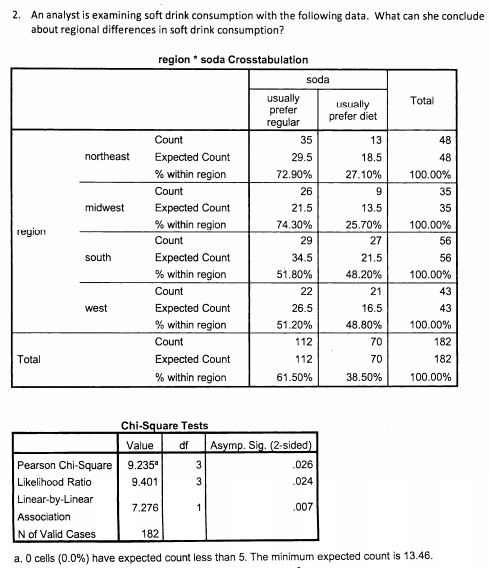 2. An analyst is examining soft drink consumption with the following data. What can she conclude
about regional differences in soft drink consumption?
region * soda Crosstabulation
soda
usually prefer regular
usually prefer diet
Total
region
northeast
Count 35 13 48
Expected Count 29.5 18.5 48
% within region 72.90% 27.10% 100.00%
midwest
Count 26 9 35
Expected Count 21.5 13.5 35
% within region 74.30% 25.70% 100.00%
south
Count 29 27 56
Expected Count 34.5 21.5 56
% within region 51.80% 48.20% 100.00%
west
Count 22 21 43
Expected Count 26.5 16.5 43
% within region 51.20% 48.80% 100.00%
Total
Count 112 70 182
Expected Count 112 70 182
% within region 61.50% 38.50% 100.00%
Chi-Square Tests
Value df Asymp. Sig. (2-sided)
Pearson Chi-Square 9.235a 3 .026
Likelihood Ratio 9.401 3 .024
Linear-by-Linear
Association 7.276 1 .007
N of Valid Cases 182
a. 0 cells (0.0%) have expected count less than 5. The minimum expected count is 13.46.